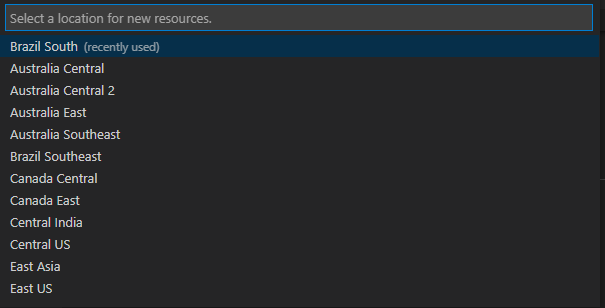 Select a location for new resources.
Brazil South (recently used)
Australia Central
Australia Central 2
Australia East
Australia Southeast
Brazil Southeast
Canada Central
Canada East
Central India
Central US
East Asia
East US